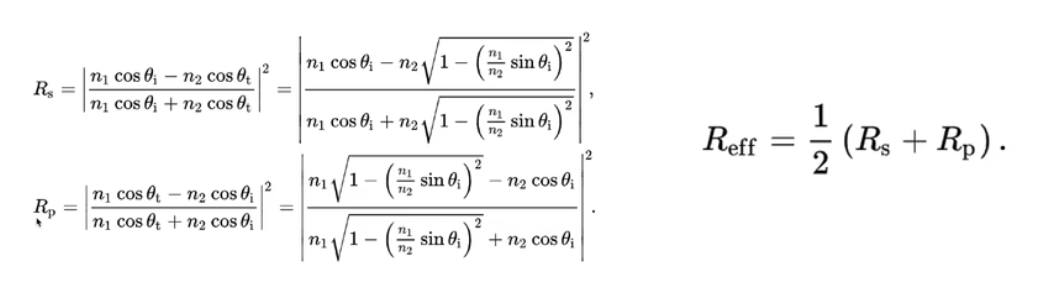 R_s = |(n_1 cos θ_i − n_2 cos θ_t) / (n_1 cos θ_i + n_2 cos θ_t)|^2 = |(n_1 cos θ_i − n_2 √(1 − ((n_1/n_2) sin θ_i)^2)) / (n_1 cos θ_i + n_2 √(1 − ((n_1/n_2) sin θ_i)^2))|^2,
R_p = |(n_1 cos θ_t − n_2 cos θ_i) / (n_1 cos θ_t + n_2 cos θ_i)|^2 = |(n_1 √(1 − ((n_1/n_2) sin θ_i)^2) − n_2 cos θ_i) / (n_1 √(1 − ((n_1/n_2) sin θ_i)^2) + n_2 cos θ_i)|^2.
R_eff = 1/2 (R_s + R_p).